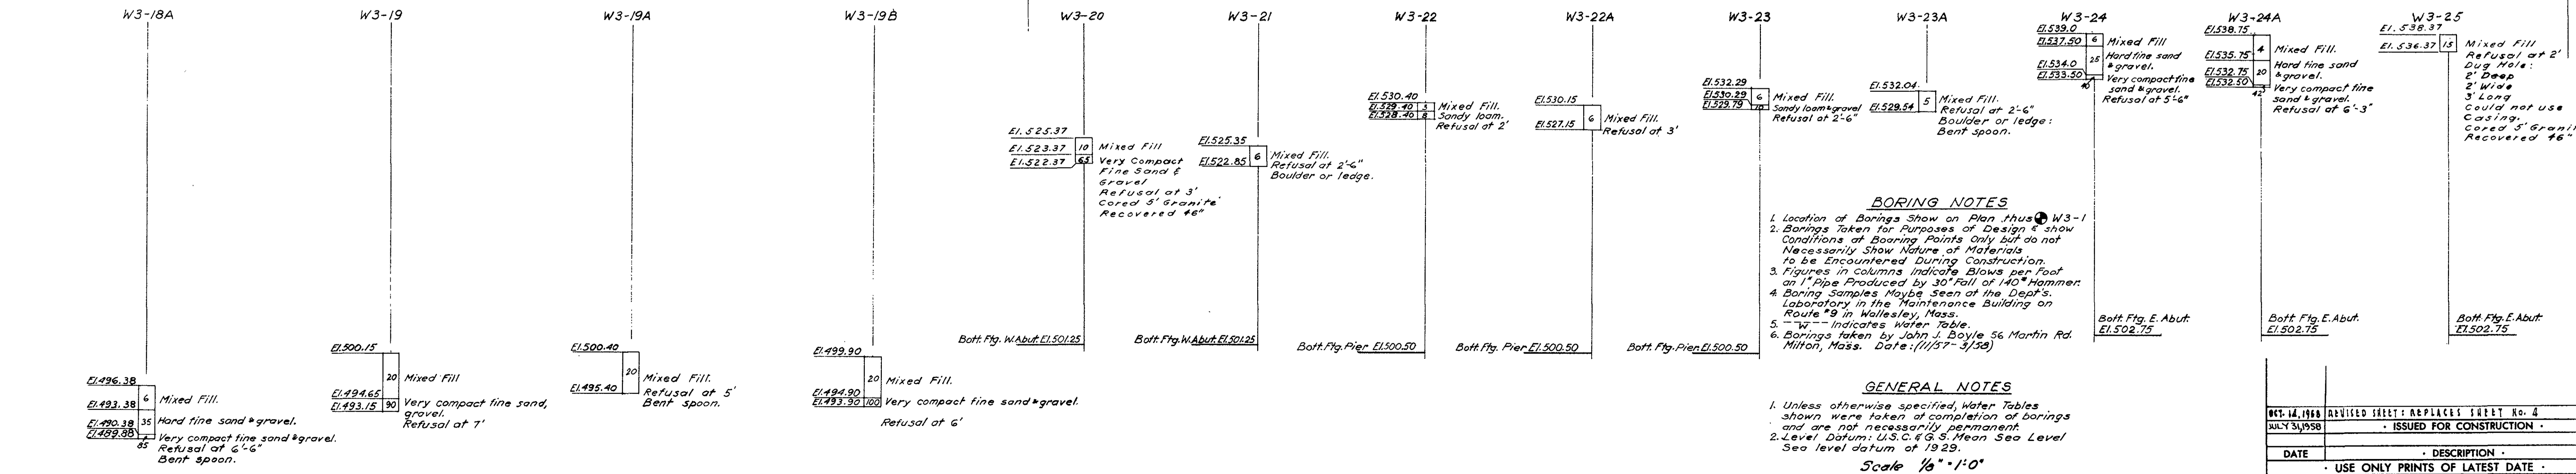 W3-18A
El.496.38
6
Mixed Fill.
El.493.38
35
Hard fine sand & gravel.
El.490.38
El.489.88
85
Very compact fine sand & gravel.
Refusal at 6'-6"
Bent spoon.
W3-19
El.500.15
20
Mixed Fill
El.494.65
El.493.15
90
Very compact fine sand,
gravel.
Refusal at 7'
W3-19A
El.500.40
20
Mixed Fill.
El.495.40
Refusal at 5'
Bent spoon.
W3-19B
El.499.90
20
Mixed Fill.
El.494.90
El.493.90
100
Very compact fine sand & gravel.
Refusal at 6'
W3-20
El. 525.37
10
Mixed Fill
El.523.37
El.522.37
65
Very Compact
Fine Sand &
Gravel
Refusal at 3'
Cored 5' Granite
Recovered 46"
Bott. Ftg. W.Abut. El.501.25
W3-21
El.525.35
6
Mixed Fill.
El.522.85
Refusal at 2'-6"
Boulder or ledge.
Bott. Ftg. W.Abut. El.501.25
W3-22
El.530.40
El.529.40
3
Mixed Fill.
El.528.40
8
Sandy loam.
Refusal at 2'
Bott. Ftg. Pier El.500.50
W3-22A
El.530.15
6
Mixed Fill.
El.527.15
Refusal at 3'
Bott. Ftg. Pier El.500.50
W3-23
El.532.29
6
Mixed Fill.
El.530.29
El.529.79
Sandy loam & gravel
Refusal at 2'-6"
Bott. Ftg. Pier El.500.50
W3-23A
El.532.04
5
Mixed Fill.
El.529.54
Refusal at 2'-6"
Boulder or ledge:
Bent spoon.
W3-24
El.539.0
6
Mixed Fill
El.537.50
25
Hard fine sand
& gravel.
El.534.0
El.533.50
Very compact fine
sand & gravel.
Refusal at 5'-6"
Bott. Ftg. E. Abut.
El.502.75
W3-24A
El.538.75
4
Mixed Fill.
El.535.75
20
Hard fine sand
& gravel.
El.532.75
El.532.50
42
Very compact fine
sand & gravel.
Refusal at 6'-3"
Bott. Ftg. E. Abut.
El.502.75
W3-25
El. 538.37
15
Mixed Fill
El. 536.37
Refusal at 2'
Dug Hole:
2' Deep
2' Wide
3' Long
Could not use
Casing.
Cored 5' Grani
Recovered 46"
Bott. Ftg. E. Abut.
El.502.75
BORING NOTES
1. Location of Borings Show on Plan thus W3-1
2. Borings Taken for Purposes of Design & show
Conditions at Boaring Points Only but do not
Necessarily Show Nature of Materials
to be Encountered During Construction.
3. Figures in columns Indicate Blows per Foot
an 1" Pipe Produced by 30" Fall of 140# Hammer.
4. Boring Samples Maybe Seen at the Dept's.
Laboratory in the Maintenance Building on
Route #9 in Wallesley, Mass.
5. --W-- Indicates Water Table.
6. Borings taken by John J. Boyle 56 Martin Rd.
Milton, Mass. Date: (11/57 - 3/58)
GENERAL NOTES
1. Unless otherwise specified, Water Tables
shown were taken at completion of borings
and are not necessarily permanent.
2. Level Datum: U.S.C. & G.S. Mean Sea Level
Sea level datum of 1929.
Scale 1/8" = 1'-0"
OCT. 14, 1958 REVISED SHEET: REPLACES SHEET No. 4
JULY 31, 1958 · ISSUED FOR CONSTRUCTION ·
DATE · DESCRIPTION ·
· USE ONLY PRINTS OF LATEST DATE ·